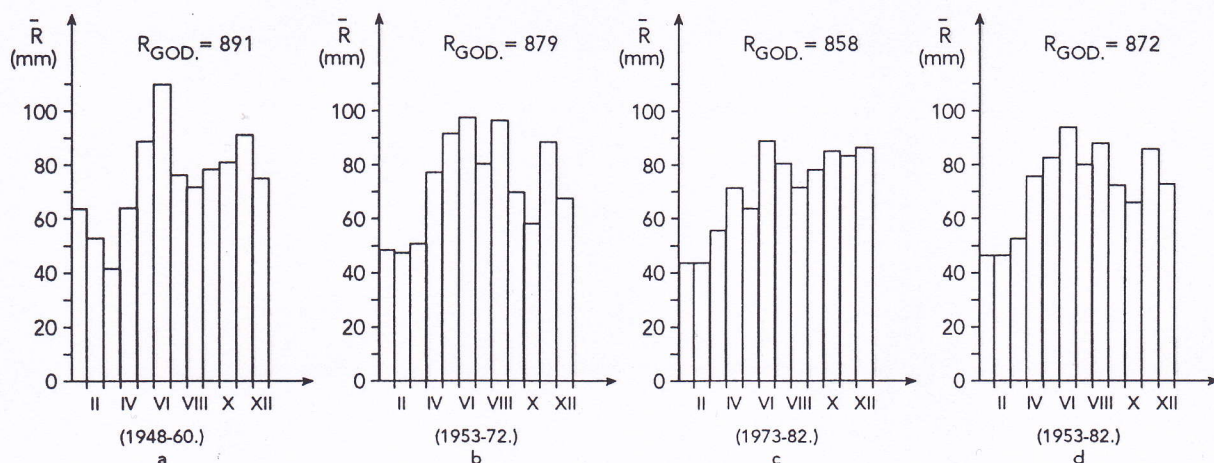 R̄
(mm)
R_GOD. = 891
100
80
60
40
20
0
II IV VI VIII X XII
(1948-60.)
a
R̄
(mm)
R_GOD. = 879
100
80
60
40
20
0
II IV VI VIII X XII
(1953-72.)
b
R̄
(mm)
R_GOD. = 858
100
80
60
40
20
0
II IV VI VIII X XII
(1973-82.)
c
R̄
(mm)
R_GOD. = 872
100
80
60
40
20
0
II IV VI VIII X XII
(1953-82.)
d